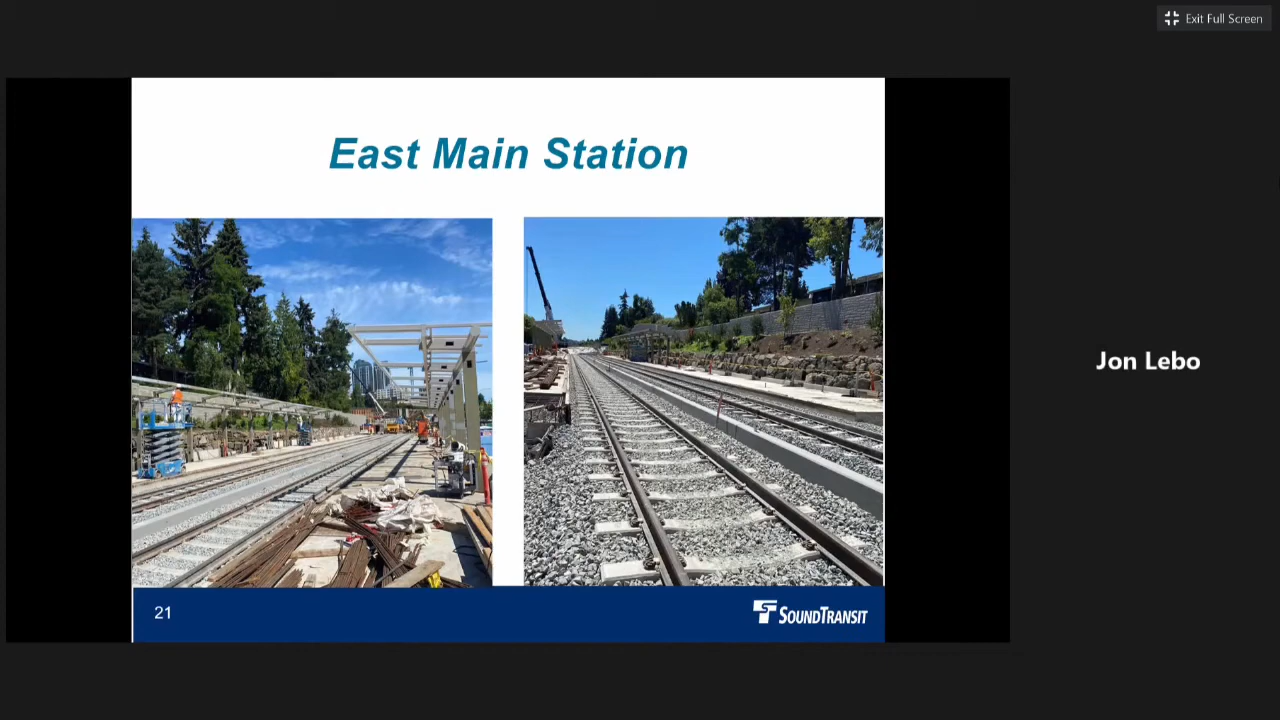 Exit Full Screen
East Main Station
Jon Lebo
21
SOUNDTRANSIT